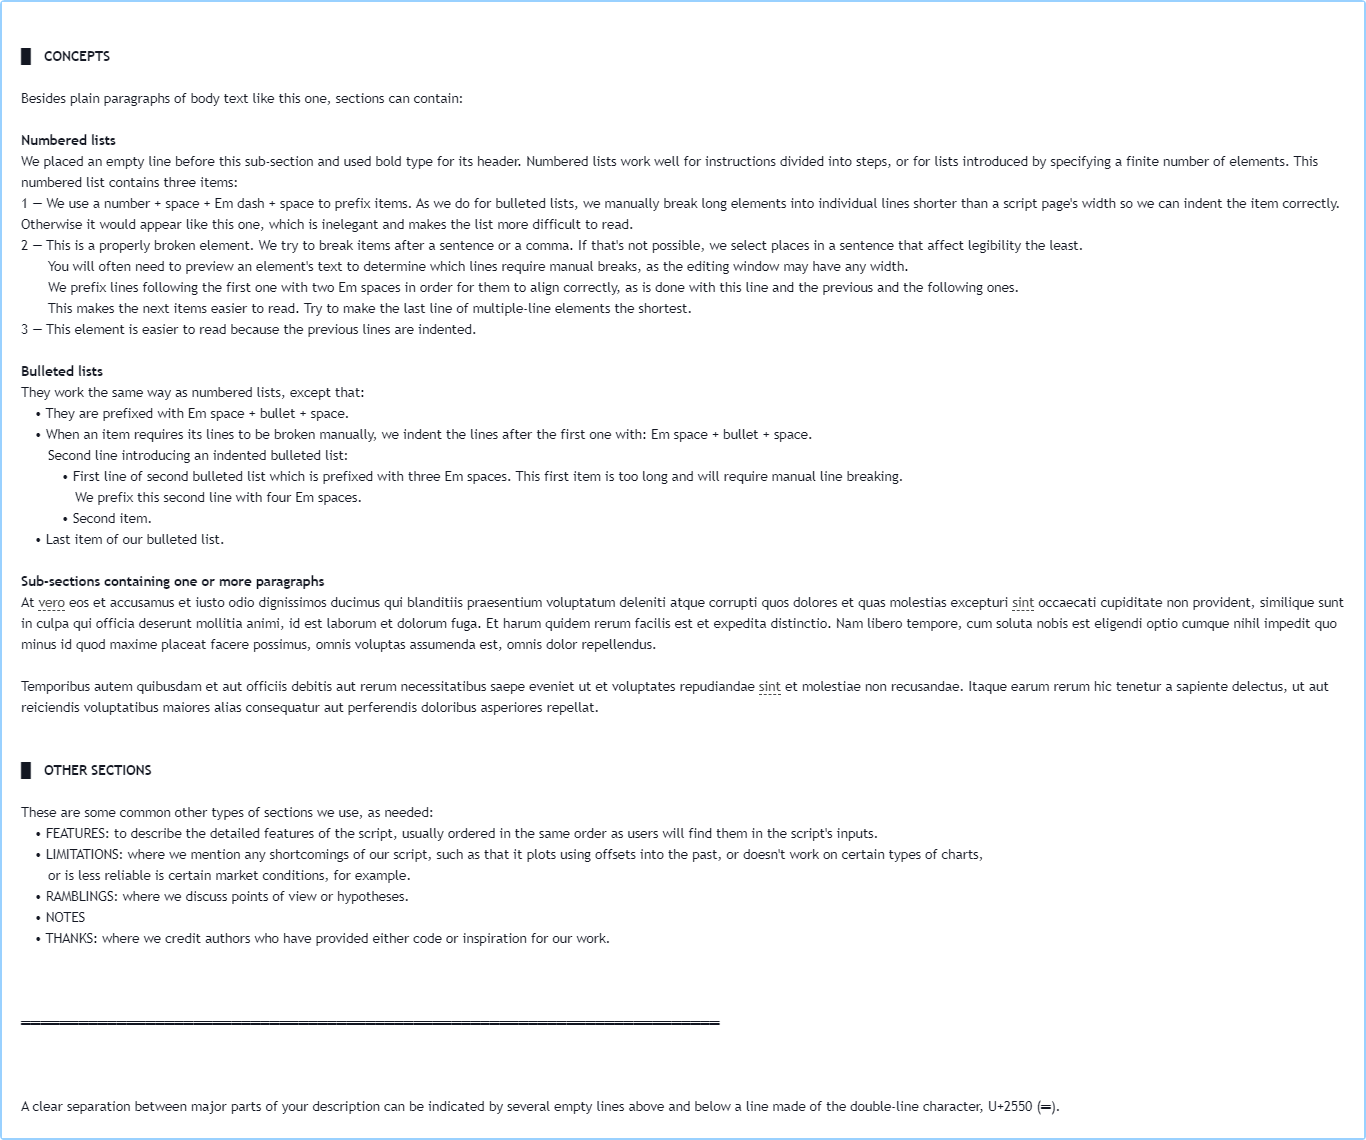 █ CONCEPTS
Besides plain paragraphs of body text like this one, sections can contain:
Numbered lists
We placed an empty line before this sub-section and used bold type for its header. Numbered lists work well for instructions divided into steps, or for lists introduced by specifying a finite number of elements. This
numbered list contains three items:
1 — We use a number + space + Em dash + space to prefix items. As we do for bulleted lists, we manually break long elements into individual lines shorter than a script page's width so we can indent the item correctly.
Otherwise it would appear like this one, which is inelegant and makes the list more difficult to read.
2 — This is a properly broken element. We try to break items after a sentence or a comma. If that's not possible, we select places in a sentence that affect legibility the least.
You will often need to preview an element's text to determine which lines require manual breaks, as the editing window may have any width.
We prefix lines following the first one with two Em spaces in order for them to align correctly, as is done with this line and the previous and the following ones.
This makes the next items easier to read. Try to make the last line of multiple-line elements the shortest.
3 — This element is easier to read because the previous lines are indented.
Bulleted lists
They work the same way as numbered lists, except that:
• They are prefixed with Em space + bullet + space.
• When an item requires its lines to be broken manually, we indent the lines after the first one with: Em space + bullet + space.
Second line introducing an indented bulleted list:
• First line of second bulleted list which is prefixed with three Em spaces. This first item is too long and will require manual line breaking.
We prefix this second line with four Em spaces.
• Second item.
• Last item of our bulleted list.
Sub-sections containing one or more paragraphs
At vero eos et accusamus et iusto odio dignissimos ducimus qui blanditiis praesentium voluptatum deleniti atque corrupti quos dolores et quas molestias excepturi sint occaecati cupiditate non provident, similique sunt
in culpa qui officia deserunt mollitia animi, id est laborum et dolorum fuga. Et harum quidem rerum facilis est et expedita distinctio. Nam libero tempore, cum soluta nobis est eligendi optio cumque nihil impedit quo
minus id quod maxime placeat facere possimus, omnis voluptas assumenda est, omnis dolor repellendus.
Temporibus autem quibusdam et aut officiis debitis aut rerum necessitatibus saepe eveniet ut et voluptates repudiandae sint et molestiae non recusandae. Itaque earum rerum hic tenetur a sapiente delectus, ut aut
reiciendis voluptatibus maiores alias consequatur aut perferendis doloribus asperiores repellat.
█ OTHER SECTIONS
These are some common other types of sections we use, as needed:
• FEATURES: to describe the detailed features of the script, usually ordered in the same order as users will find them in the script's inputs.
• LIMITATIONS: where we mention any shortcomings of our script, such as that it plots using offsets into the past, or doesn't work on certain types of charts,
or is less reliable is certain market conditions, for example.
• RAMBLINGS: where we discuss points of view or hypotheses.
• NOTES
• THANKS: where we credit authors who have provided either code or inspiration for our work.
═════════════════════════════════════════════════════════════════════════
A clear separation between major parts of your description can be indicated by several empty lines above and below a line made of the double-line character, U+2550 (═).